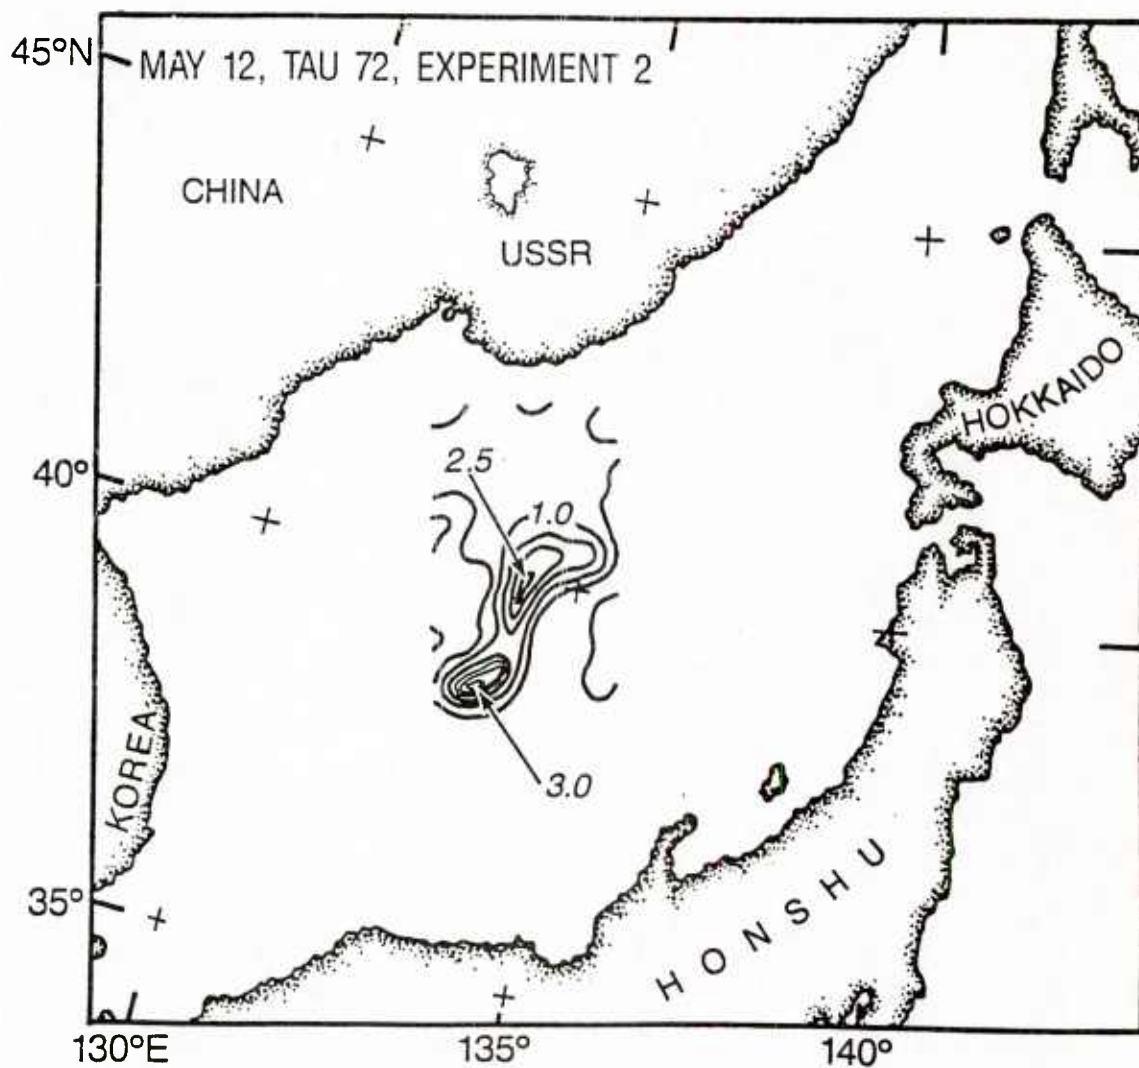 45°N
MAY 12, TAU 72, EXPERIMENT 2
CHINA
USSR
HOKKAIDO
40°
2.5
1.0
KOREA
3.0
35°
HONSHU
130°E
135°
140°